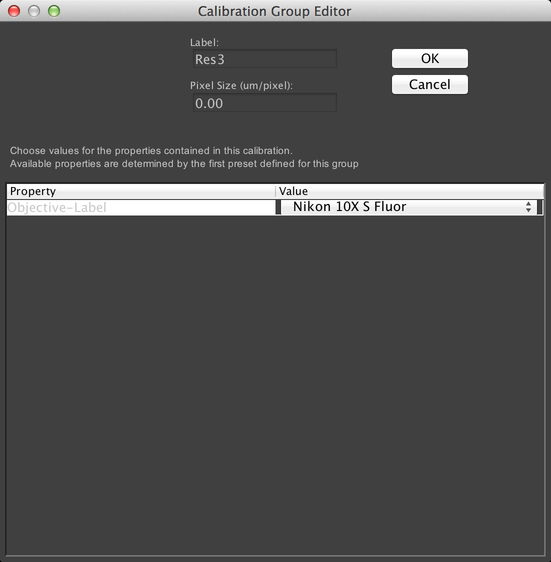 Calibration Group Editor
Label:
Res3
OK
Pixel Size (um/pixel):
Cancel
0.00
Choose values for the properties contained in this calibration.
Available properties are determined by the first preset defined for this group
Property Value
Objective-Label Nikon 10X S Fluor